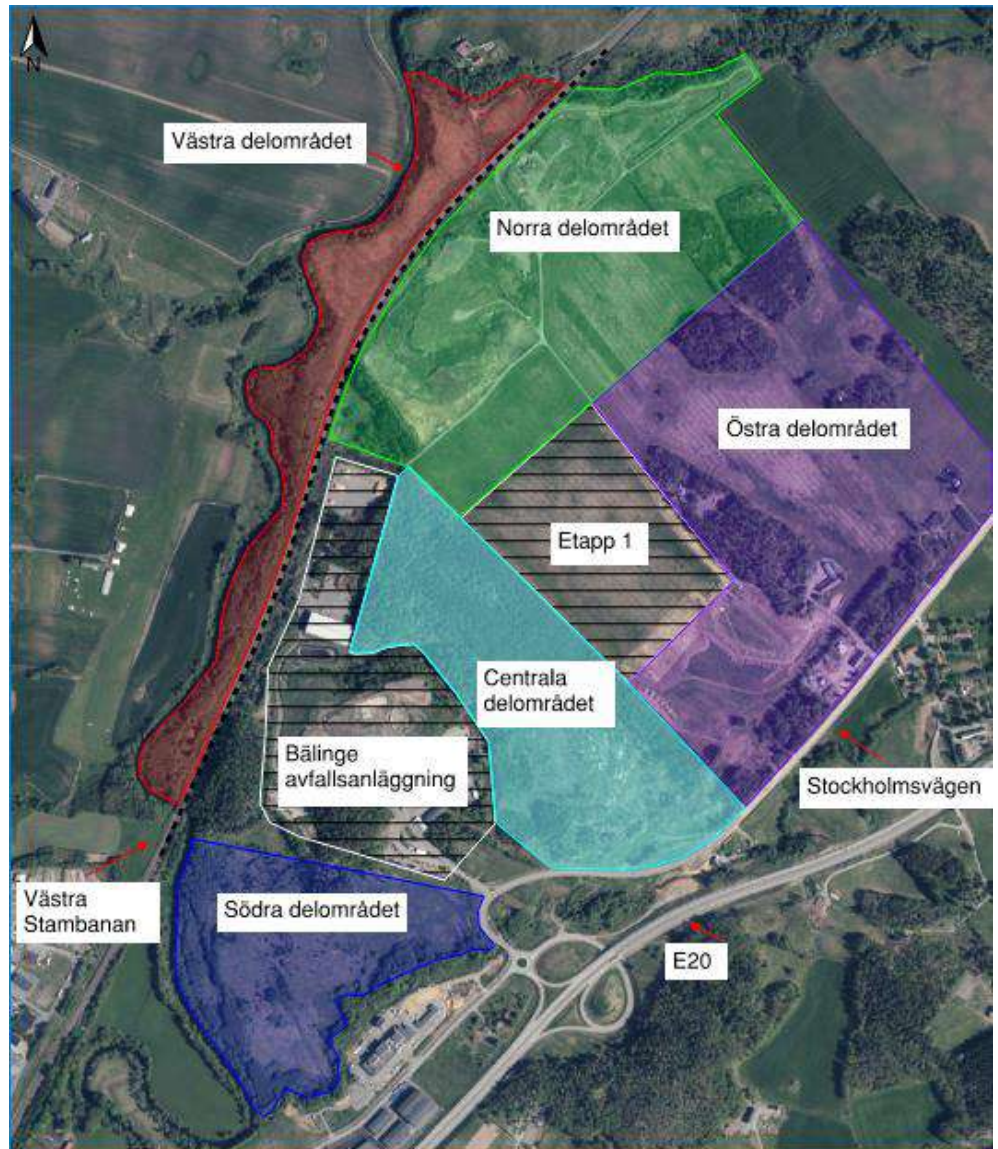 N
Västra delområdet
Norra delområdet
Östra delområdet
Etapp 1
Centrala
delområdet
Bälinge
avfallsanläggning
Stockholmsvägen
Västra
Stambanan
Södra delområdet
E20